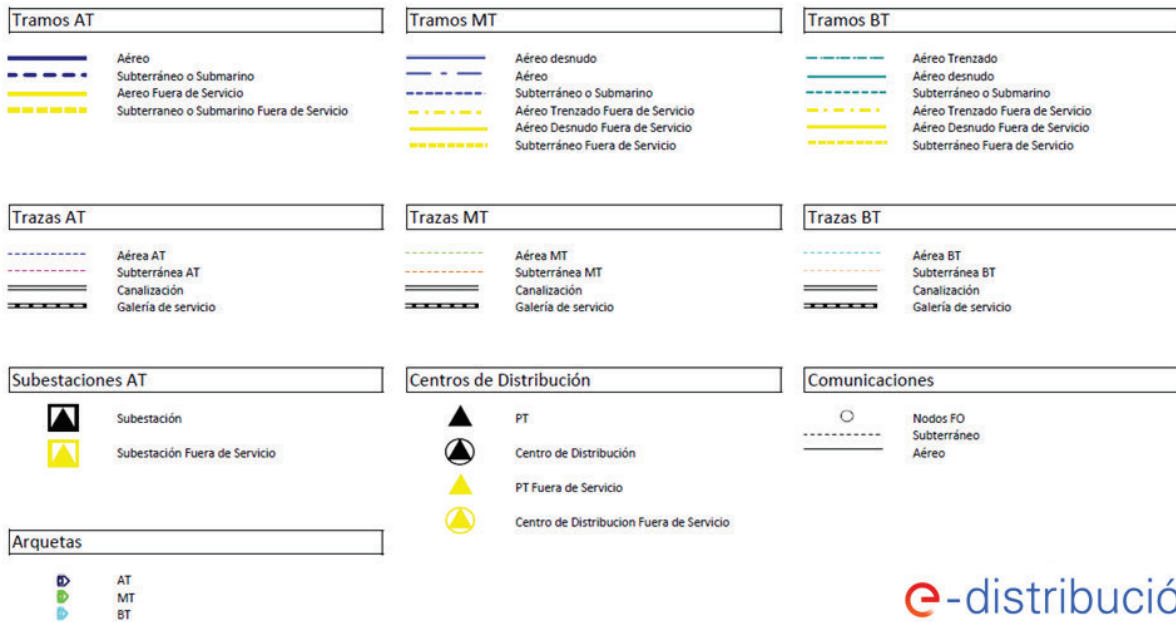 Tramos AT
Aéreo
Subterráneo o Submarino
Aereo Fuera de Servicio
Subterraneo o Submarino Fuera de Servicio
Tramos MT
Aéreo desnudo
Aéreo
Subterráneo o Submarino
Aéreo Trenzado Fuera de Servicio
Aéreo Desnudo Fuera de Servicio
Subterráneo Fuera de Servicio
Tramos BT
Aéreo Trenzado
Aéreo desnudo
Subterráneo o Submarino
Aéreo Trenzado Fuera de Servicio
Aéreo Desnudo Fuera de Servicio
Subterráneo Fuera de Servicio
Trazas AT
Aérea AT
Subterránea AT
Canalización
Galería de servicio
Trazas MT
Aérea MT
Subterránea MT
Canalización
Galería de servicio
Trazas BT
Aérea BT
Subterránea BT
Canalización
Galería de servicio
Subestaciones AT
Subestación
Subestación Fuera de Servicio
Centros de Distribución
PT
Centro de Distribución
PT Fuera de Servicio
Centro de Distribucion Fuera de Servicio
Comunicaciones
Nodos FO
Subterráneo
Aéreo
Arquetas
AT
MT
BT
e-distribució